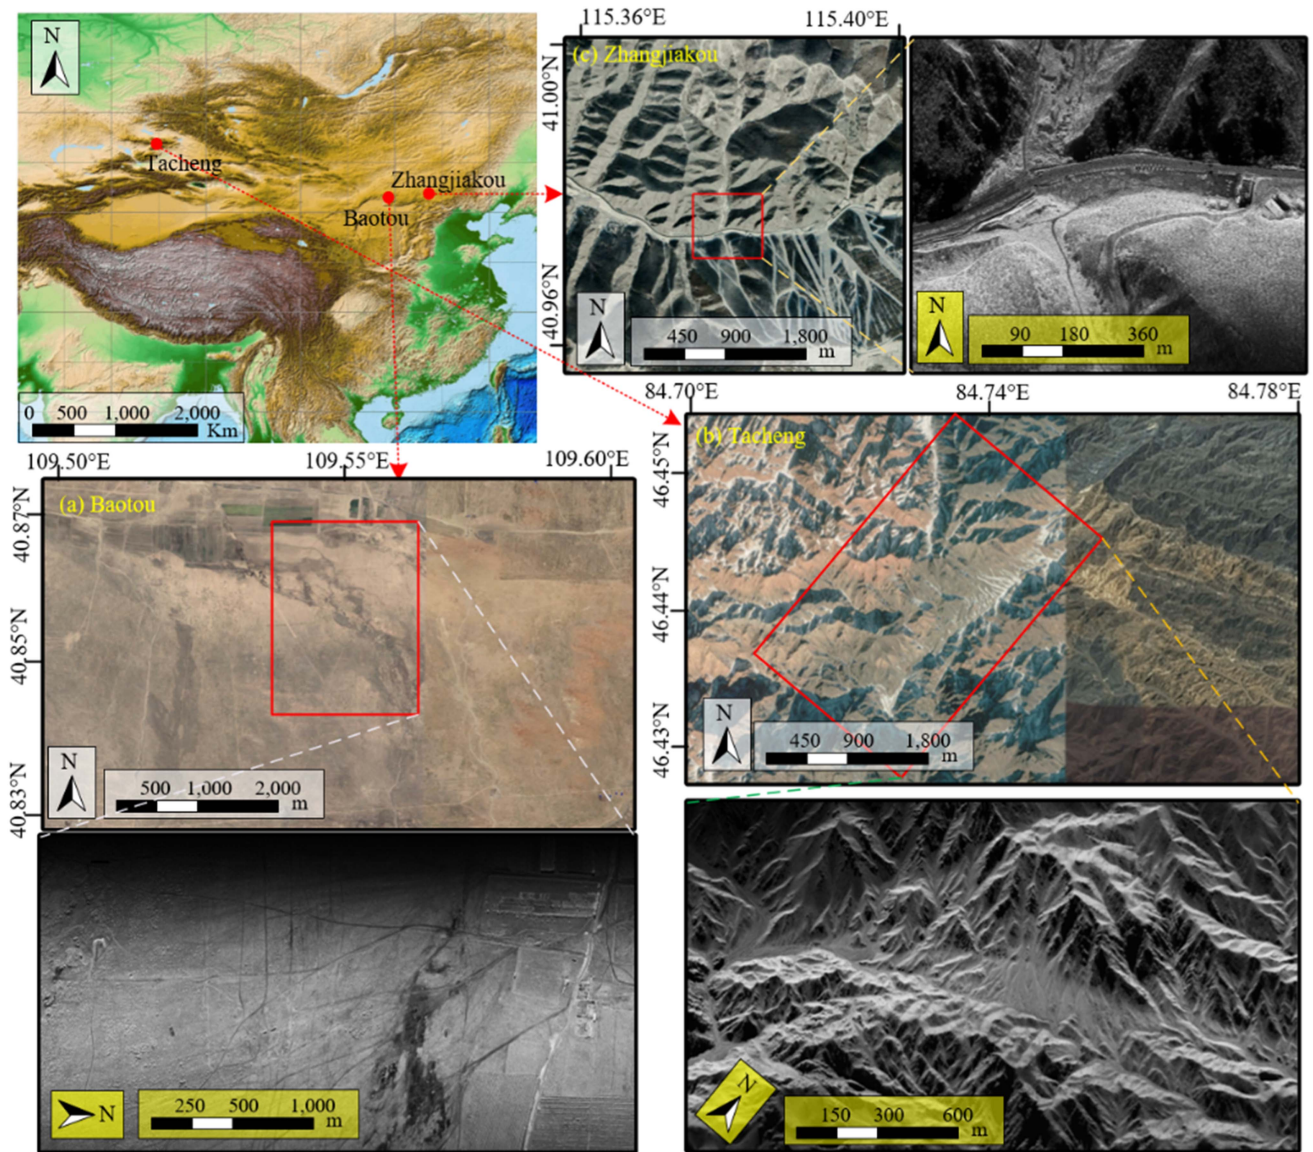 N
Tacheng
Zhangjiakou
Baotou
0 500 1,000 2,000
Km
115.36°E 115.40°E
41.00°N
40.96°N
(c) Zhangjiakou
N
450 900 1,800
m
N
90 180 360
m
84.70°E 84.74°E 84.78°E
46.45°N
46.44°N
46.43°N
(b) Tacheng
N
450 900 1,800
m
109.50°E 109.55°E 109.60°E
40.87°N
40.85°N
40.83°N
(a) Baotou
N
500 1,000 2,000
m
N
250 500 1,000
m
N
150 300 600
m